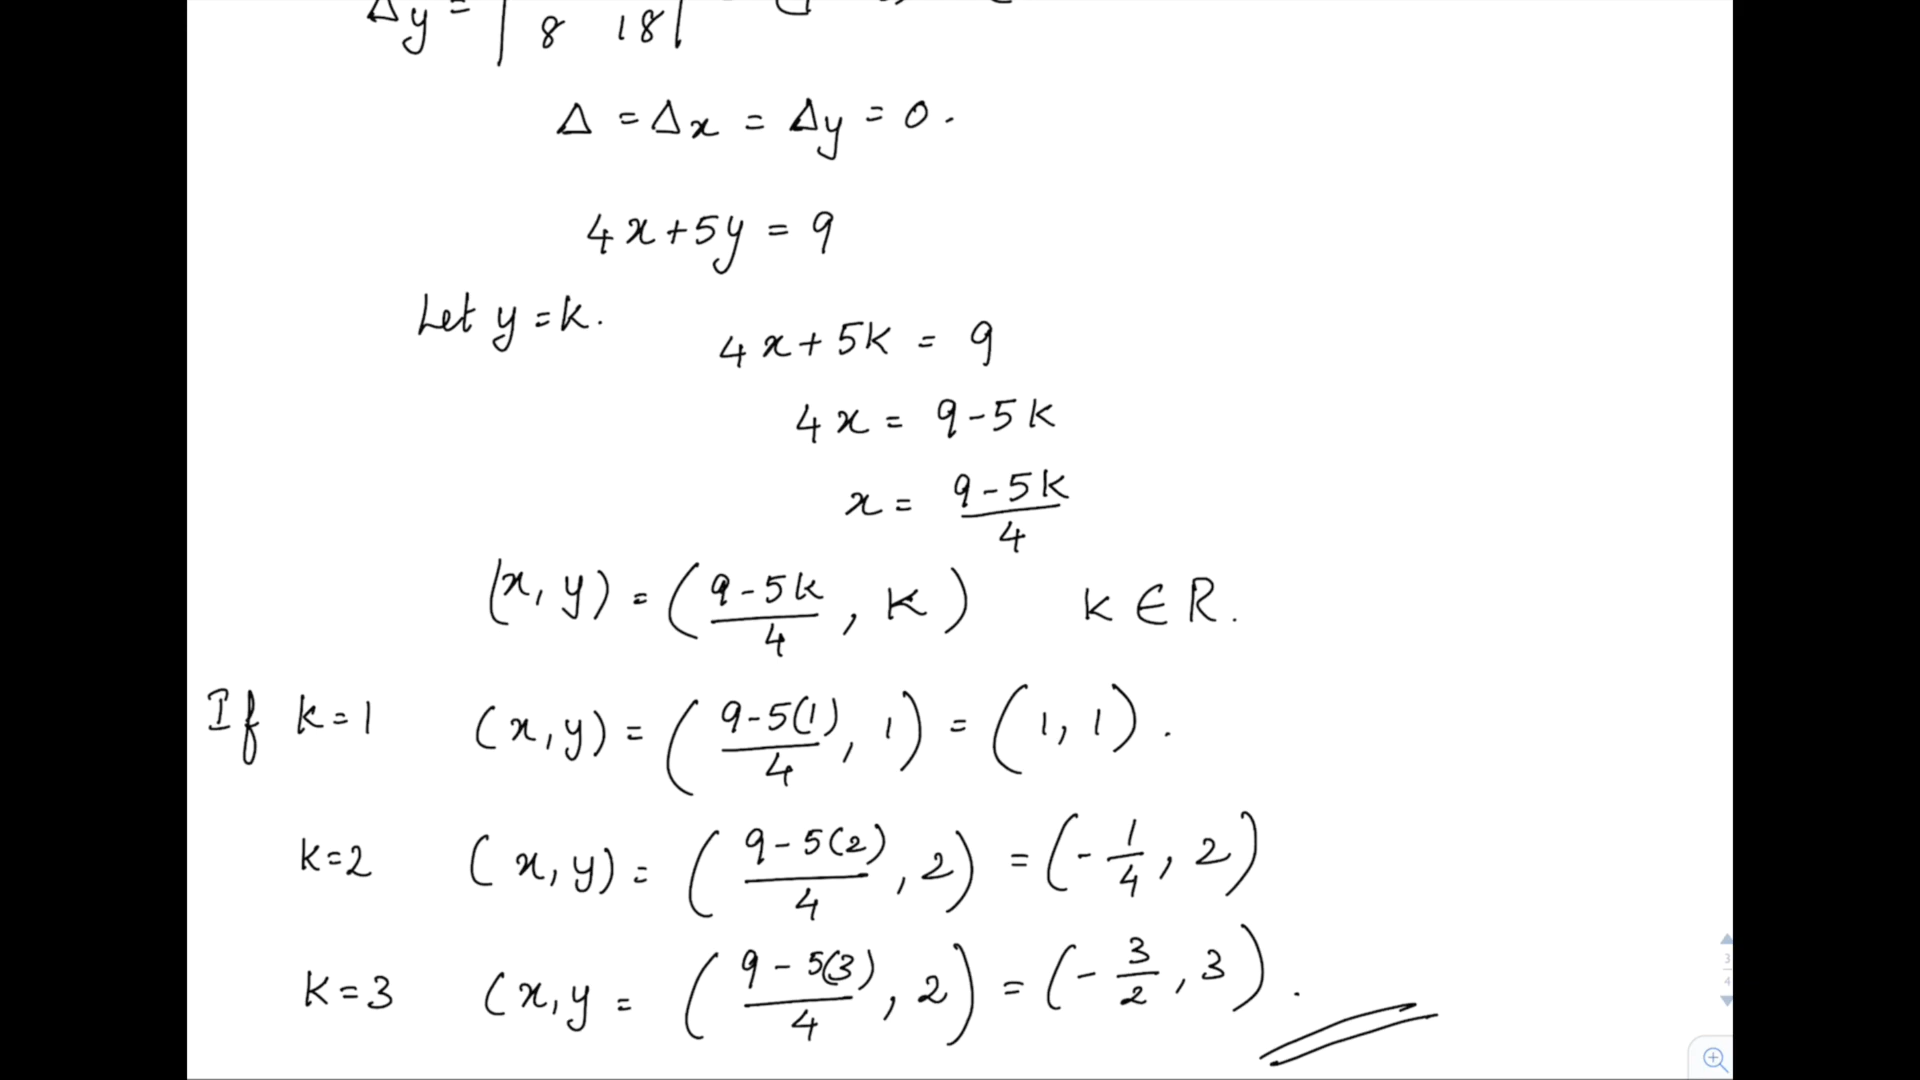 Δy = | 8 18 |
Δ = Δx = Δy = 0.
4x + 5y = 9
Let y = k.
4x + 5k = 9
4x = 9 - 5k
x = (9 - 5k)/4
(x, y) = ((9 - 5k)/4, k) k ∈ R.
If k = 1 (x, y) = ((9 - 5(1))/4, 1) = (1, 1).
k = 2 (x, y) = ((9 - 5(2))/4, 2) = (-1/4, 2)
k = 3 (x, y = ((9 - 5(3))/4, 2) = (-3/2, 3).
3
4